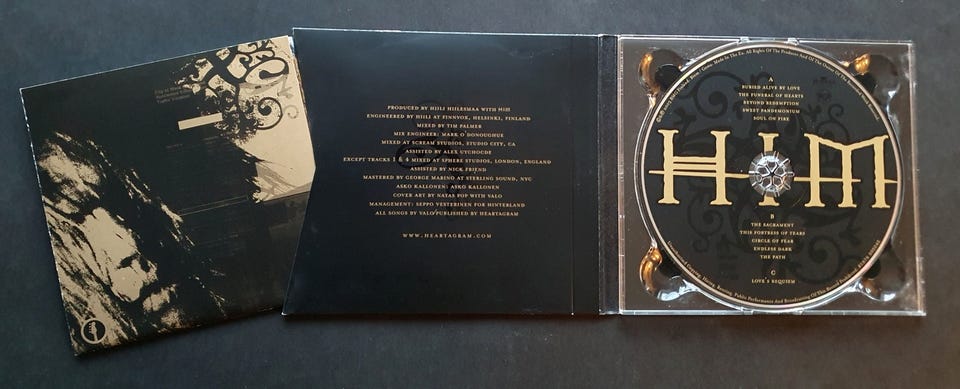 PRODUCED BY HIILI HIILESMAA WITH HIM
ENGINEERED BY HIILI AT FINNVOX, HELSINKI, FINLAND
MIXED BY TIM PALMER
MIX ENGINEER: MARK O'DONOUGHUE
MIXED AT SCREAM STUDIOS, STUDIO CITY, CA
ASSISTED BY ALEX UYCHOCDE
EXCEPT TRACKS 1 & 4 MIXED AT SPHERE STUDIOS, LONDON, ENGLAND
ASSISTED BY NICK FRIEND
MASTERED BY GEORGE MARINO AT STERLING SOUND, NYC
ASKO KALLONEN: ASKO KALLONEN
COVER ART BY NATAS POP WITH VALO
MANAGEMENT: SEPPO VESTERINEN FOR HINTERLAND
ALL SONGS BY VALO PUBLISHED BY HEARTAGRAM
WWW.HEARTAGRAM.COM
A
BURIED ALIVE BY LOVE
THE FUNERAL OF HEARTS
BEYOND REDEMPTION
SWEET PANDEMONIUM
SOUL ON FIRE
HIM
B
THE SACRAMENT
THIS FORTRESS OF TEARS
CIRCLE OF FEAR
ENDLESS DARK
THE PATH
C
LOVE'S REQUIEM